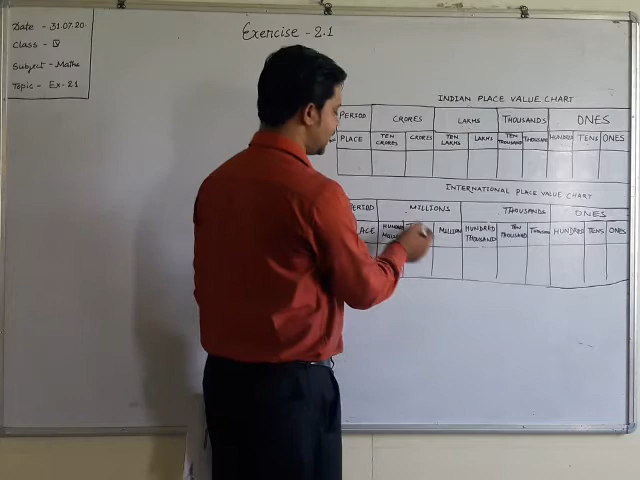 Date - 31.07.20
Class - V
Subject - Maths
Topic - Ex-2.1
Exercise - 2.1
INDIAN PLACE VALUE CHART
PERIOD CRORES LAKHS THOUSANDS ONES
PLACE TEN CRORES CRORES TEN LAKHS LAKHS TEN THOUSAND THOUSAND HUNDRED TENS ONES
INTERNATIONAL PLACE VALUE CHART
PERIOD MILLIONS THOUSANDS ONES
MILLION HUNDRED THOUSAND TEN THOUSAND THOUSAND HUNDRED TENS ONES